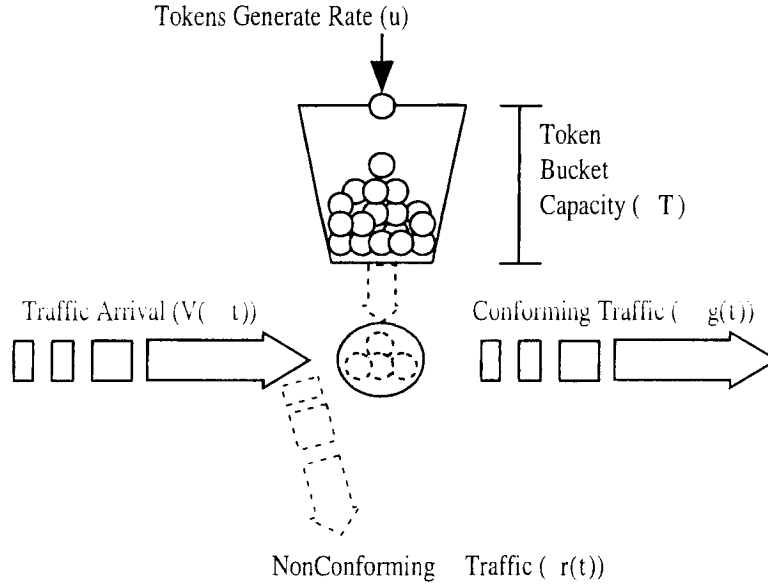 Tokens Generate Rate (u)
Token
Bucket
Capacity ( T)
Traffic Arrival (V( t))
Conforming Traffic ( g(t))
NonConforming Traffic ( r(t))